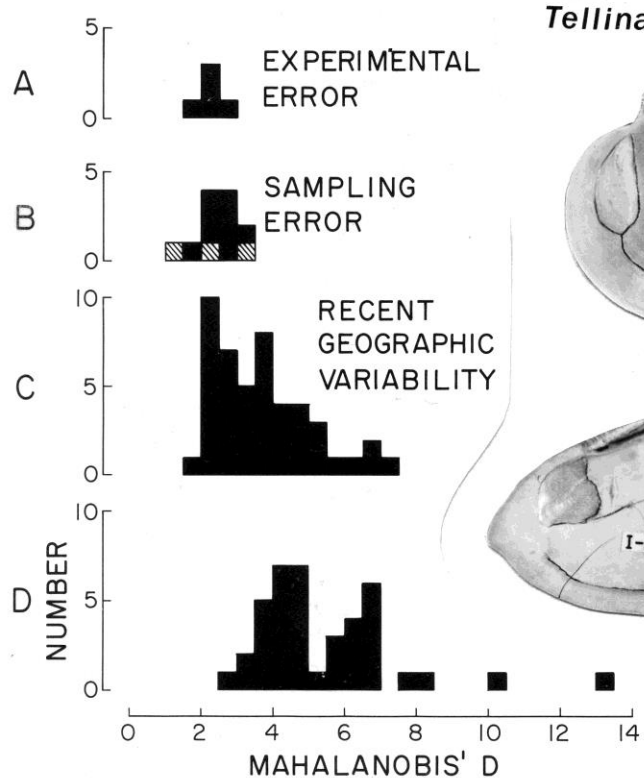 Tellina
A
5
0
EXPERIMENTAL
ERROR
B
5
0
SAMPLING
ERROR
C
10
5
0
RECENT
GEOGRAPHIC
VARIABILITY
D
10
5
0
NUMBER
I-
0 2 4 6 8 10 12 14
MAHALANOBIS' D